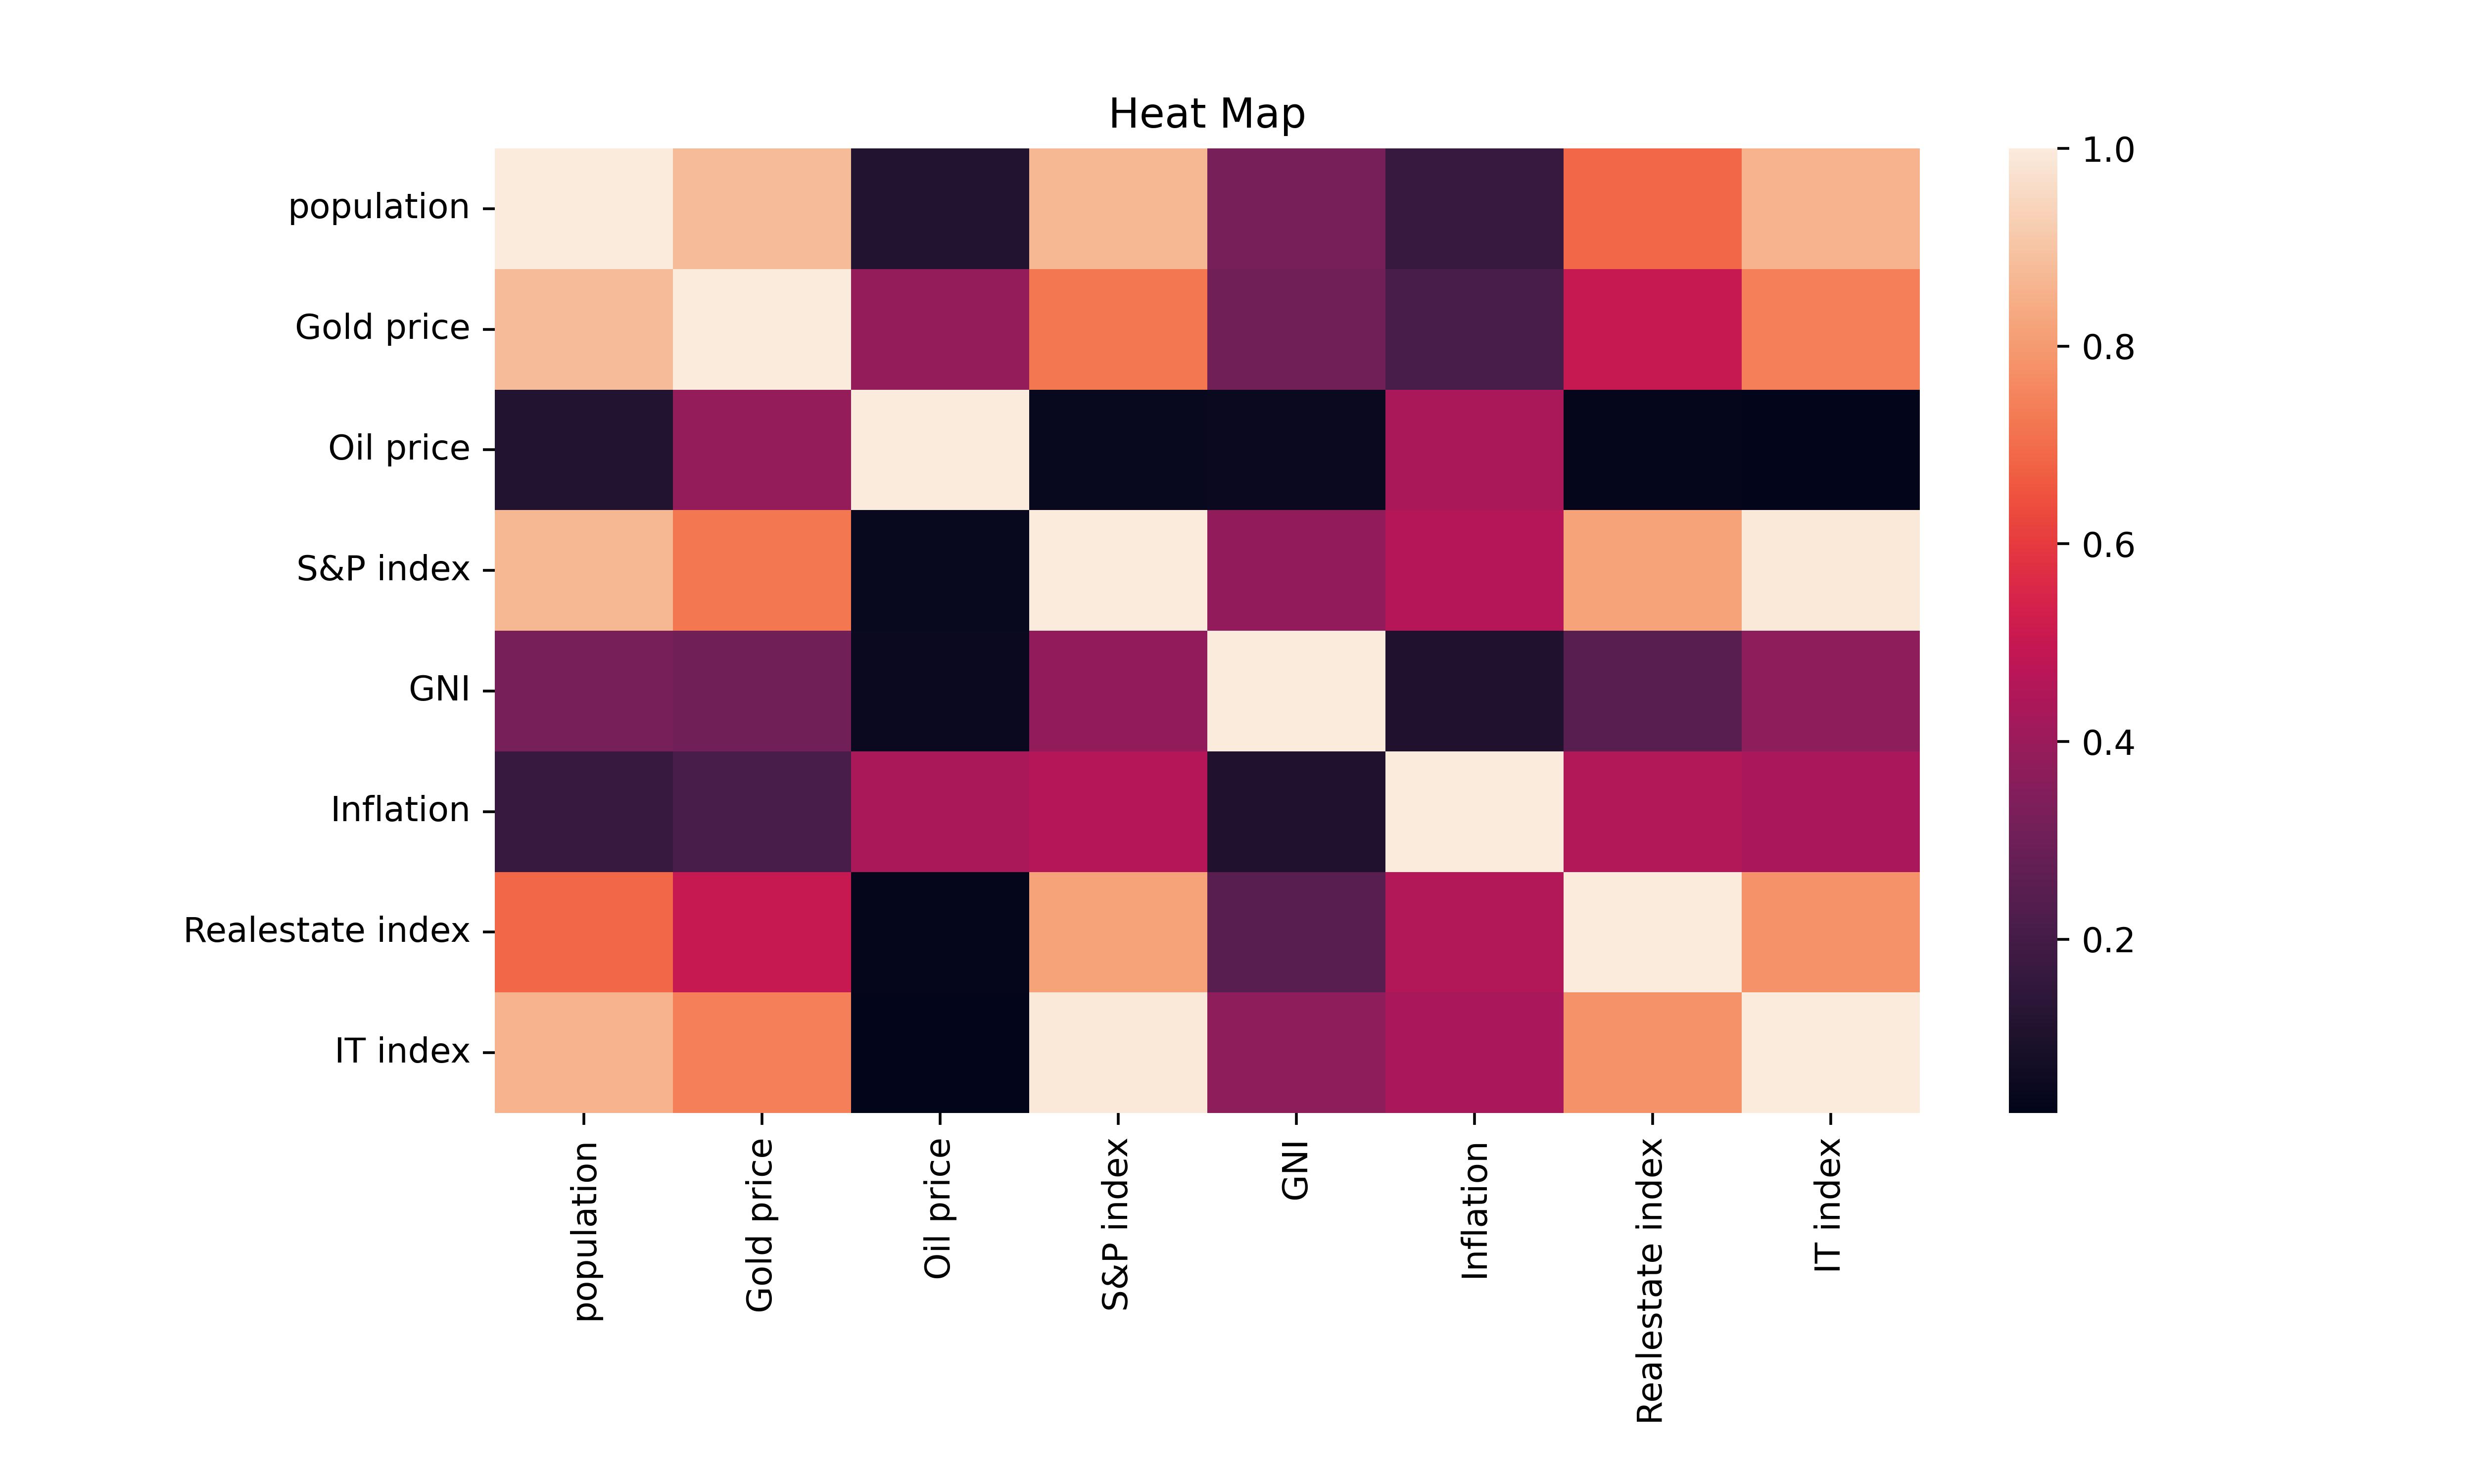 Heat Map
population
Gold price
Oil price
S&P index
GNI
Inflation
Realestate index
IT index
1.0
0.8
0.6
0.4
0.2
population
Gold price
Oil price
S&P index
GNI
Inflation
Realestate index
IT index